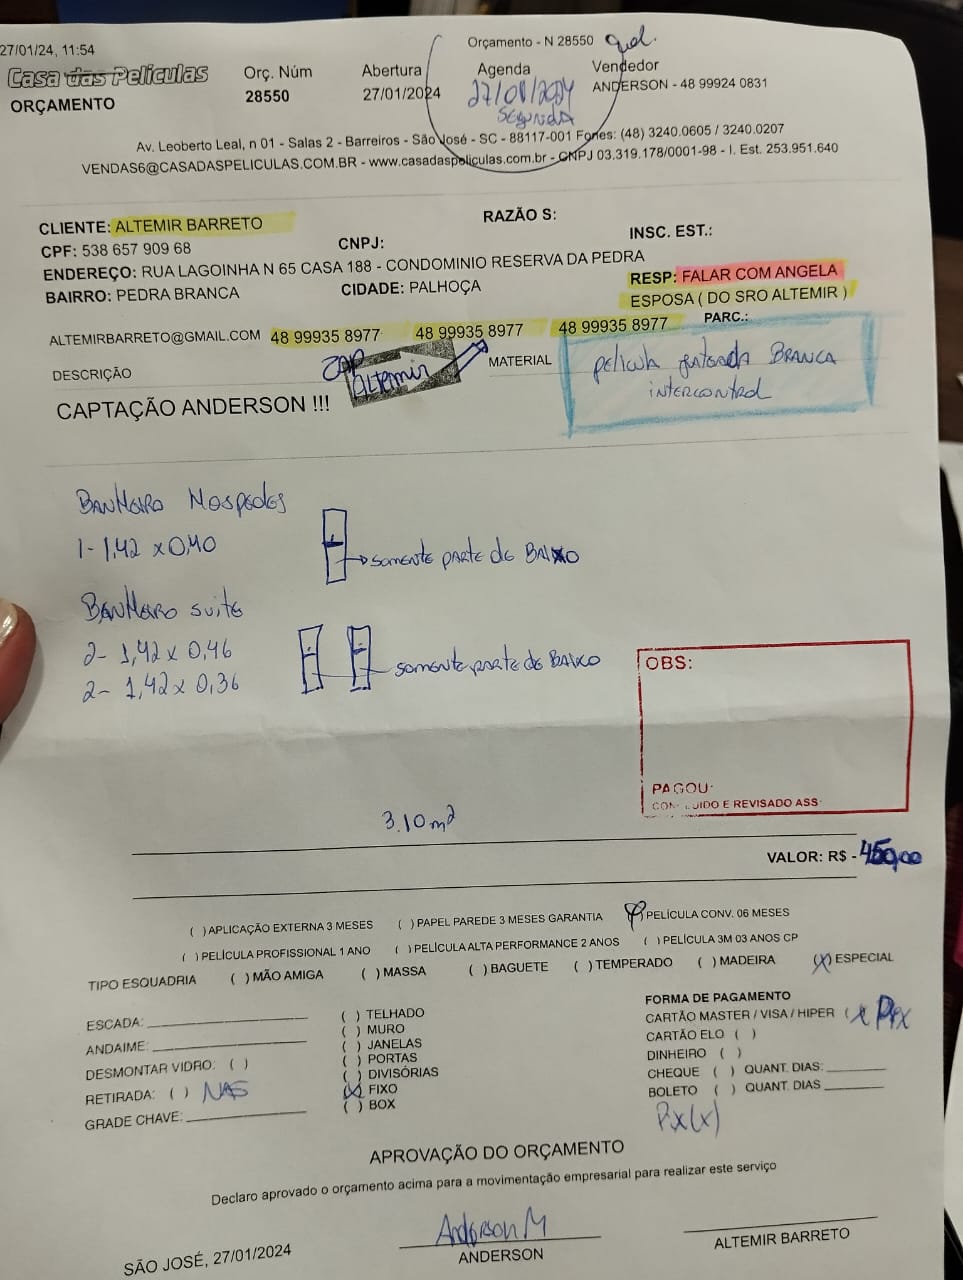 27/01/24, 11:54
Orçamento - N 28550
Casa das Películas
ORÇAMENTO
Orç. Núm
28550
Abertura
27/01/2024
Agenda
SEGUNDA
Vendedor
ANDERSON - 48 99924 0831
Av. Leoberto Leal, n 01 - Salas 2 - Barreiros - São José - SC - 88117-001 Fones: (48) 3240.0605 / 3240.0207
VENDAS6@CASADASPELICULAS.COM.BR - www.casadaspeliculas.com.br - CNPJ 03.319.178/0001-98 - I. Est. 253.951.640
CLIENTE: ALTEMIR BARRETO
RAZÃO S:
CPF: 538 657 909 68
CNPJ:
INSC. EST.:
ENDEREÇO: RUA LAGOINHA N 65 CASA 188 - CONDOMINIO RESERVA DA PEDRA
BAIRRO: PEDRA BRANCA
CIDADE: PALHOÇA
RESP: FALAR COM ANGELA
ESPOSA ( DO SRO ALTEMIR )
ALTEMIRBARRETO@GMAIL.COM 48 99935 8977 48 99935 8977 48 99935 8977
PARC.:
DESCRIÇÃO
ZAP
Altemir
MATERIAL
película jateada BRANCA
INTERCONTROL
CAPTAÇÃO ANDERSON !!!
BANHEIRO Hospedes
1- 1,42 x 0,40
somente parte de BAIXO
BANHEIRO suite
2- 1,42 x 0,46
2- 1,42 x 0,36
somente parte de BAIXO
OBS:
PAGOU:
CONCLUIDO E REVISADO ASS
3.10 m²
VALOR: R$ - 450,00
( ) APLICAÇÃO EXTERNA 3 MESES ( ) PAPEL PAREDE 3 MESES GARANTIA (X) PELÍCULA CONV. 06 MESES
( ) PELÍCULA PROFISSIONAL 1 ANO ( ) PELÍCULA ALTA PERFORMANCE 2 ANOS ( ) PELÍCULA 3M 03 ANOS CP
TIPO ESQUADRIA ( ) MÃO AMIGA ( ) MASSA ( ) BAGUETE ( ) TEMPERADO ( ) MADEIRA (X) ESPECIAL
ESCADA:
ANDAIME:
DESMONTAR VIDRO: ( )
RETIRADA: ( ) NAS
GRADE CHAVE:
( ) TELHADO
( ) MURO
( ) JANELAS
( ) PORTAS
( ) DIVISÓRIAS
(X) FIXO
( ) BOX
FORMA DE PAGAMENTO
CARTÃO MASTER / VISA / HIPER ( x Pix
CARTÃO ELO ( )
DINHEIRO ( )
CHEQUE ( ) QUANT. DIAS:
BOLETO ( ) QUANT. DIAS
Pix (x)
APROVAÇÃO DO ORÇAMENTO
Declaro aprovado o orçamento acima para a movimentação empresarial para realizar este serviço
Anderson M
SÃO JOSÉ, 27/01/2024
ANDERSON
ALTEMIR BARRETO